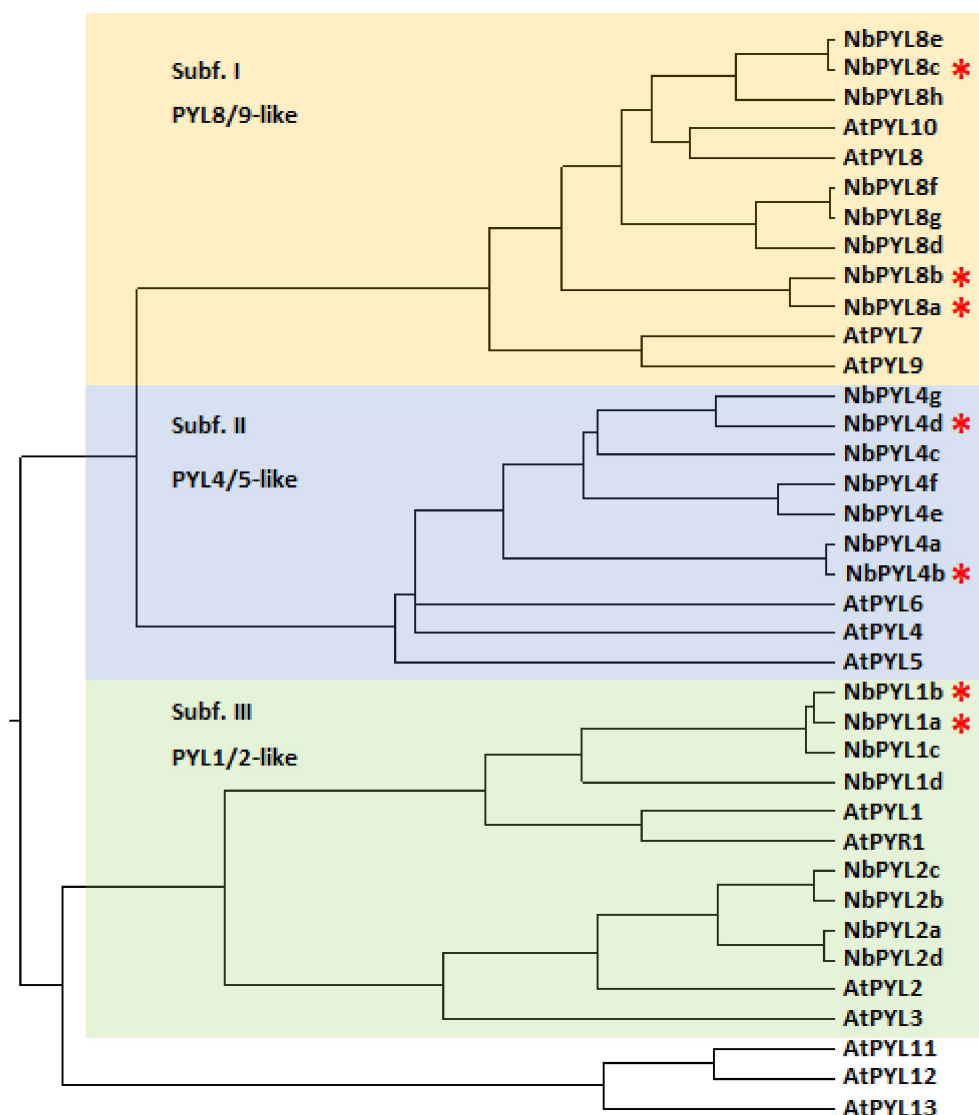 Subf. I
PYL8/9-like
NbPYL8e
NbPYL8c *
NbPYL8h
AtPYL10
AtPYL8
NbPYL8f
NbPYL8g
NbPYL8d
NbPYL8b *
NbPYL8a *
AtPYL7
AtPYL9
Subf. II
PYL4/5-like
NbPYL4g
NbPYL4d *
NbPYL4c
NbPYL4f
NbPYL4e
NbPYL4a
NbPYL4b *
AtPYL6
AtPYL4
AtPYL5
Subf. III
PYL1/2-like
NbPYL1b *
NbPYL1a *
NbPYL1c
NbPYL1d
AtPYL1
AtPYR1
NbPYL2c
NbPYL2b
NbPYL2a
NbPYL2d
AtPYL2
AtPYL3
AtPYL11
AtPYL12
AtPYL13